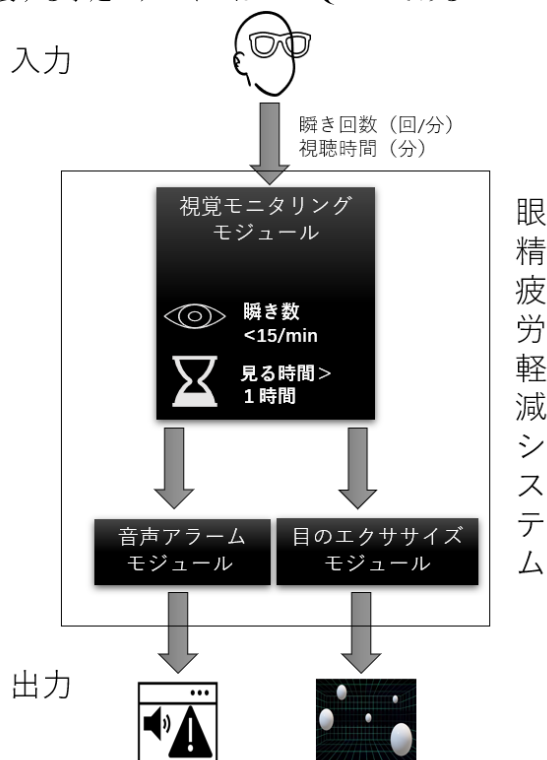 入力
瞬き回数（回/分）
視聴時間（分）
視覚モニタリング
モジュール
瞬き数
<15/min
見る時間＞
1 時間
眼精疲労軽減システム
音声アラーム
モジュール
目のエクササイズ
モジュール
出力